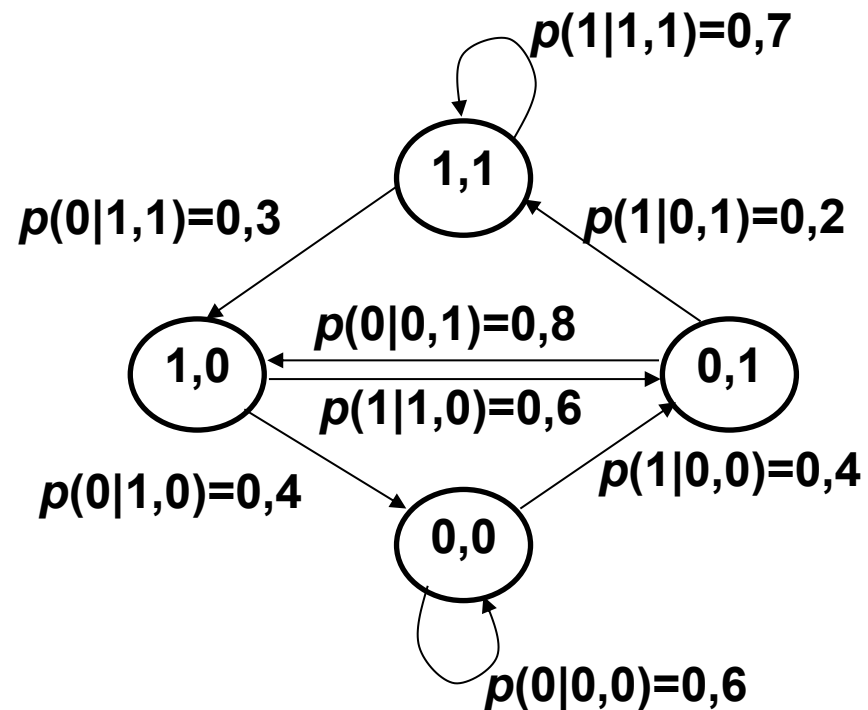 p(1|1,1)=0,7
1,1
p(0|1,1)=0,3
p(1|0,1)=0,2
p(0|0,1)=0,8
1,0
0,1
p(1|1,0)=0,6
p(0|1,0)=0,4
p(1|0,0)=0,4
0,0
p(0|0,0)=0,6